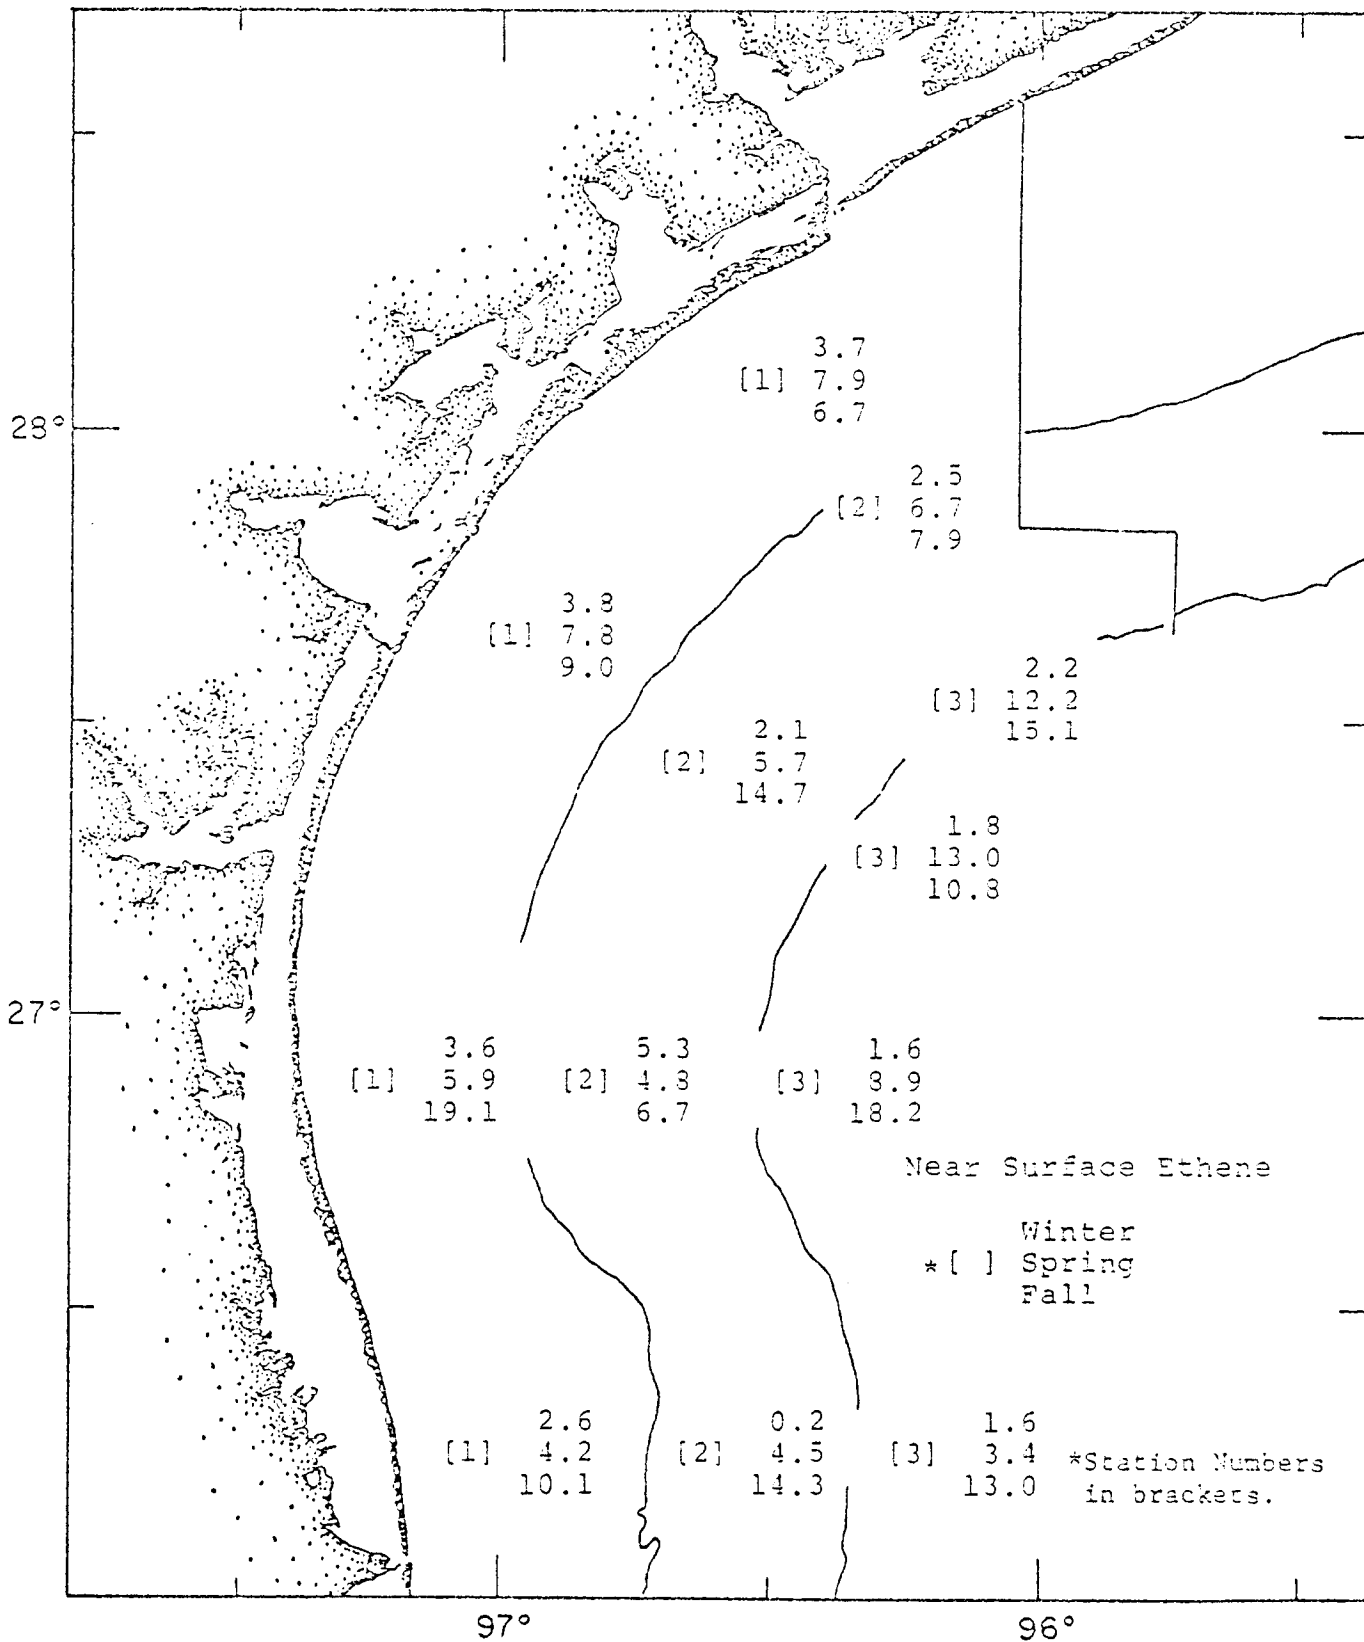 3.7
[1] 7.9
6.7
28°
2.5
[2] 6.7
7.9
3.8
[1] 7.8
9.0
2.2
[3] 12.2
15.1
2.1
[2] 5.7
14.7
1.8
[3] 13.0
10.8
27°
3.6 5.3 1.6
[1] 5.9 [2] 4.8 [3] 8.9
19.1 6.7 18.2
Near Surface Ethene
Winter
*[ ] Spring
Fall
2.6 0.2 1.6
[1] 4.2 [2] 4.5 [3] 3.4 *Station Numbers
10.1 14.3 13.0 in brackets.
97° 96°